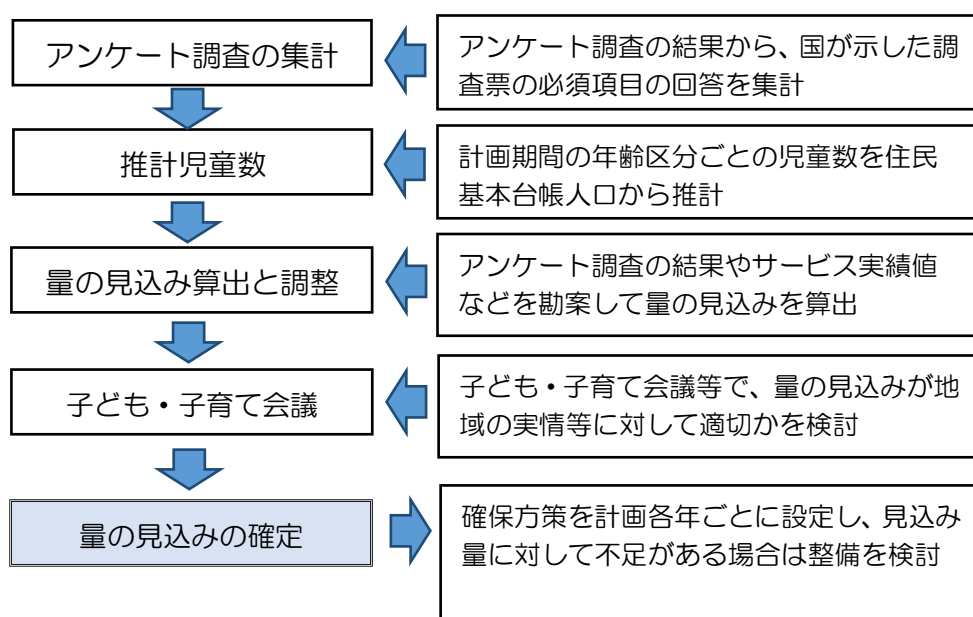 アンケート調査の集計
アンケート調査の結果から、国が示した調
査票の必須項目の回答を集計
推計児童数
計画期間の年齢区分ごとの児童数を住民
基本台帳人口から推計
量の見込み算出と調整
アンケート調査の結果やサービス実績値
などを勘案して量の見込みを算出
子ども・子育て会議
子ども・子育て会議等で、量の見込みが地
域の実情等に対して適切かを検討
量の見込みの確定
確保方策を計画各年ごとに設定し、見込み
量に対して不足がある場合は整備を検討